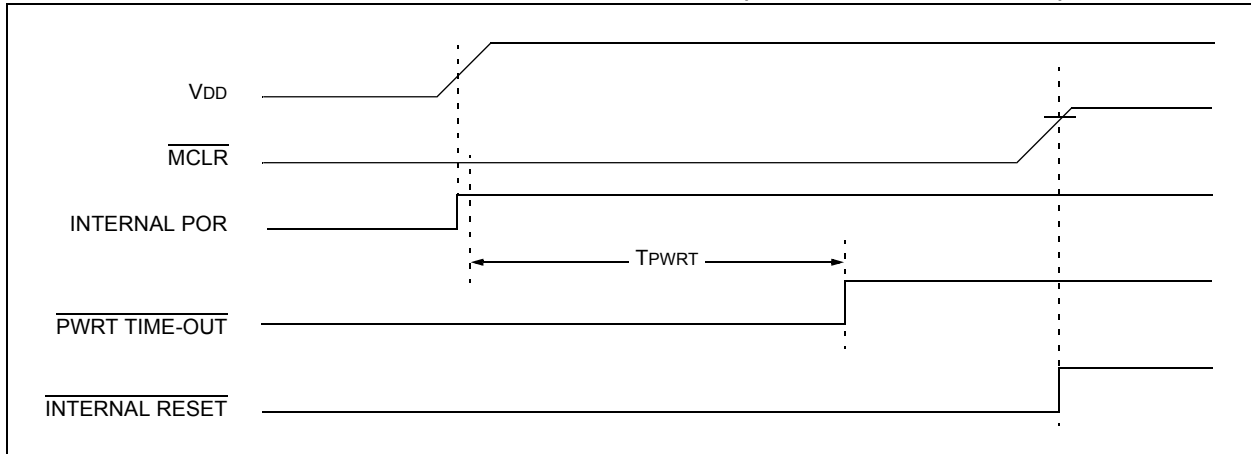 VDD
MCLR
INTERNAL POR
TPWRT
PWRT TIME-OUT
INTERNAL RESET